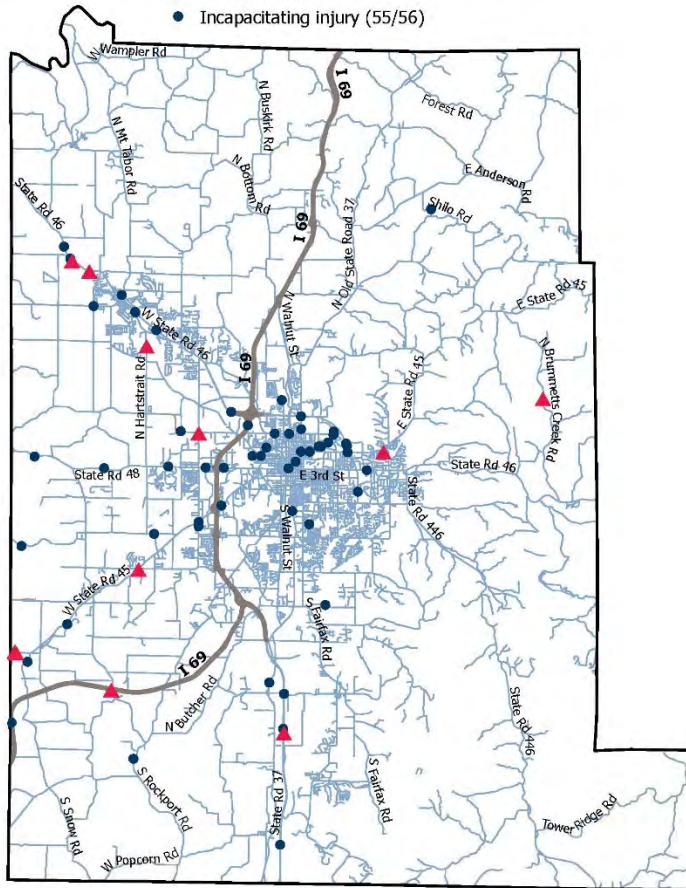 Incapacitating injury (55/56)
W Wampler Rd
I 69
N Buskirk Rd
Forest Rd
N Mt Tabor Rd
N Bottom Rd
E Anderson Rd
State Rd 46
Shilo Rd
I 69
N Old State Road 37
E State Rd 45
N Walnut St
W State Rd 46
N Brummetts Creek Rd
I 69
N Hartstrait Rd
E State Rd 45
State Rd 48
E 3rd St
State Rd 46
State Rd 446
S Walnut St
W State Rd 45
S Fairfax Rd
I 69
N Butcher Rd
State Rd 446
S Rockport Rd
S Fairfax Rd
S Snow Rd
State Rd 37
Tower Ridge Rd
W Popcorn Rd